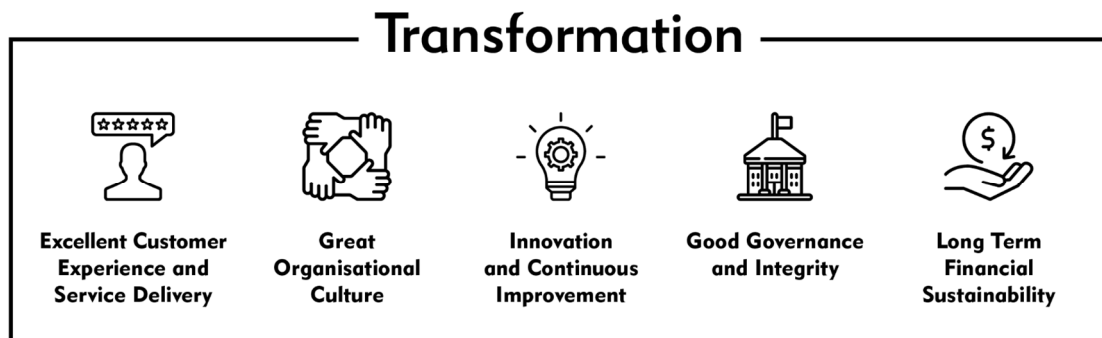 Transformation
Excellent Customer
Experience and
Service Delivery
Great
Organisational
Culture
Innovation
and Continuous
Improvement
Good Governance
and Integrity
$
Long Term
Financial
Sustainability